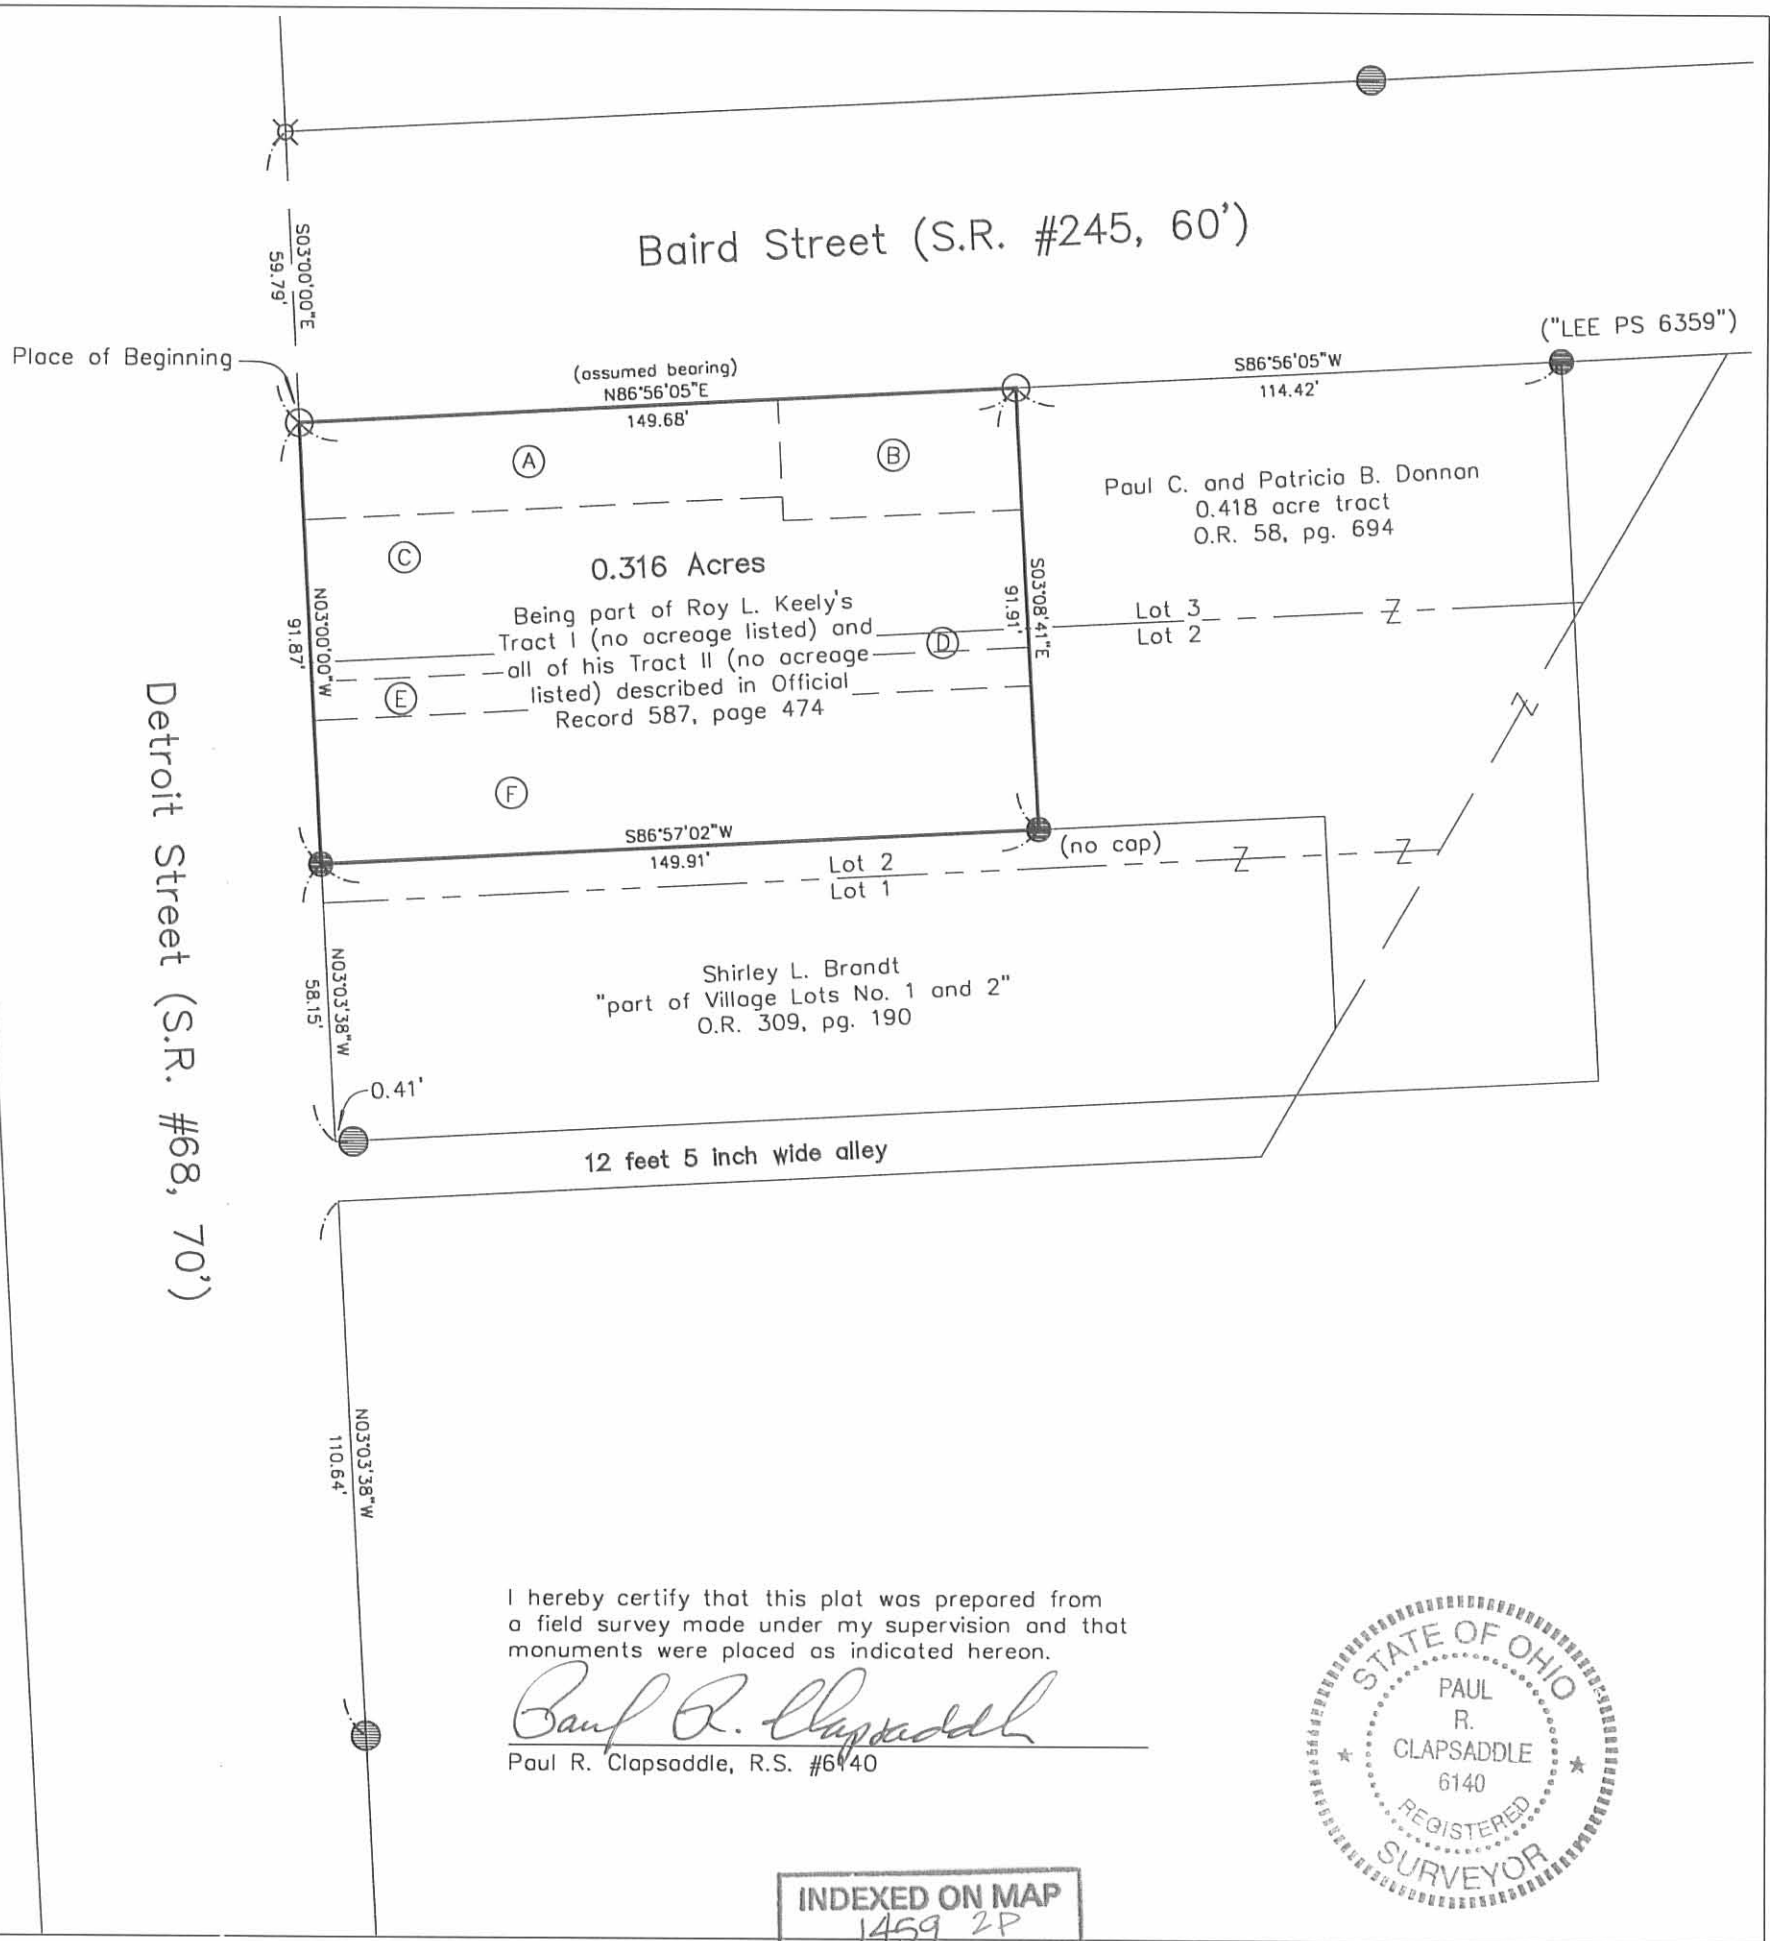 Baird Street (S.R. #245, 60')
S03°00'00"E
59.79'
Place of Beginning
(assumed bearing)
N86°56'05"E
149.68'
("LEE PS 6359")
S86°56'05"W
114.42'
A
B
Paul C. and Patricia B. Donnan
0.418 acre tract
O.R. 58, pg. 694
C
0.316 Acres
Being part of Roy L. Keely's
Tract I (no acreage listed) and
all of his Tract II (no acreage
listed) described in Official
Record 587, page 474
D
E
F
N03°00'00"W
91.87'
S03°08'41"E
91.91'
Lot 3
Lot 2
S86°57'02"W
149.91'
(no cap)
Lot 2
Lot 1
Detroit Street (S.R. #68, 70')
Shirley L. Brandt
"part of Village Lots No. 1 and 2"
O.R. 309, pg. 190
N03°03'38"W
58.15'
0.41'
12 feet 5 inch wide alley
N03°03'38"W
110.64'
I hereby certify that this plat was prepared from
a field survey made under my supervision and that
monuments were placed as indicated hereon.
Paul R. Clapsaddle
Paul R. Clapsaddle, R.S. #6140
STATE OF OHIO
PAUL
R.
CLAPSADDLE
6140
REGISTERED
SURVEYOR
INDEXED ON MAP
1459 2P